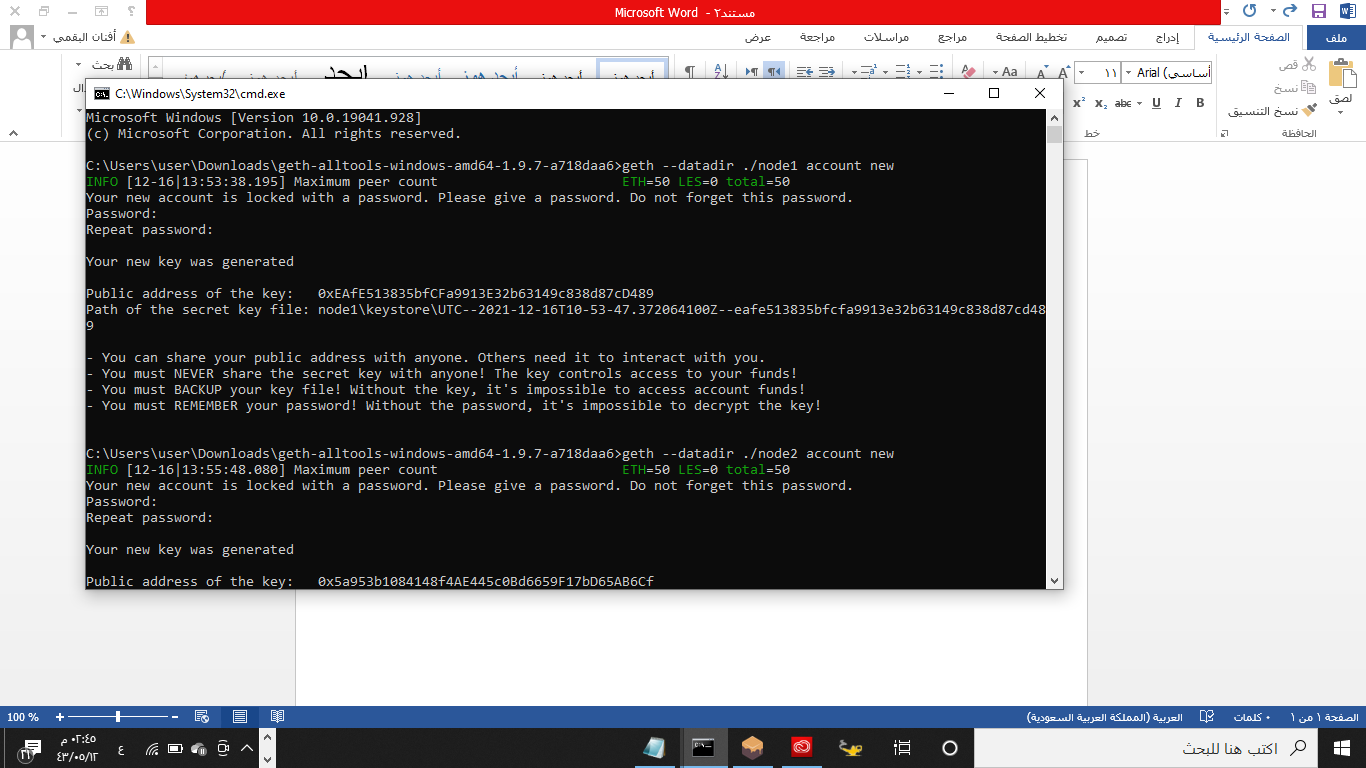 مستند٢ - Microsoft Word
أفنان البقمي
ملف
الصفحة الرئيسية
إدراج
تصميم
تخطيط الصفحة
مراجع
مراسلات
مراجعة
عرض
لصق
قص
نسخ
نسخ التنسيق
الحافظة
Arial (أساسي
١١
Aa
خط
بحث
C:\Windows\System32\cmd.exe
Microsoft Windows [Version 10.0.19041.928]
(c) Microsoft Corporation. All rights reserved.
C:\Users\user\Downloads\geth-alltools-windows-amd64-1.9.7-a718daa6>geth --datadir ./node1 account new
INFO [12-16|13:53:38.195] Maximum peer count ETH=50 LES=0 total=50
Your new account is locked with a password. Please give a password. Do not forget this password.
Password:
Repeat password:
Your new key was generated
Public address of the key: 0xEAfE513835bfCFa9913E32b63149c838d87cD489
Path of the secret key file: node1\keystore\UTC--2021-12-16T10-53-47.372064100Z--eafe513835bfcfa9913e32b63149c838d87cd48
9
- You can share your public address with anyone. Others need it to interact with you.
- You must NEVER share the secret key with anyone! The key controls access to your funds!
- You must BACKUP your key file! Without the key, it's impossible to access account funds!
- You must REMEMBER your password! Without the password, it's impossible to decrypt the key!
C:\Users\user\Downloads\geth-alltools-windows-amd64-1.9.7-a718daa6>geth --datadir ./node2 account new
INFO [12-16|13:55:48.080] Maximum peer count ETH=50 LES=0 total=50
Your new account is locked with a password. Please give a password. Do not forget this password.
Password:
Repeat password:
Your new key was generated
Public address of the key: 0x5a953b1084148f4AE445c0Bd6659F17bD65AB6Cf
الصفحة ١ من ١
٠ كلمات
العربية (المملكة العربية السعودية)
100 %
اكتب هنا للبحث
ع
٠٢:٤٥ م
٤٣/٠٥/١٢